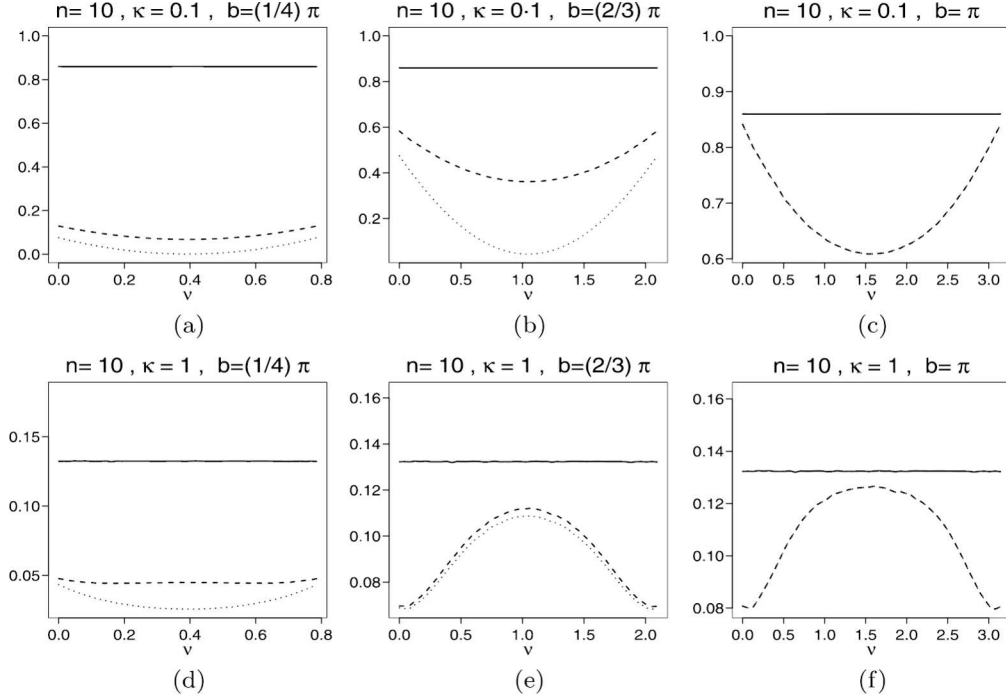 n= 10 , κ = 0.1 , b=(1/4) π
1.0
0.8
0.6
0.4
0.2
0.0
0.0 0.2 0.4 0.6 0.8
ν
(a)
n= 10 , κ = 0·1 , b=(2/3) π
1.0
0.8
0.6
0.4
0.2
0.0 0.5 1.0 1.5 2.0
ν
(b)
n= 10 , κ = 0.1 , b= π
1.0
0.9
0.8
0.7
0.6
0.0 0.5 1.0 1.5 2.0 2.5 3.0
ν
(c)
n= 10 , κ = 1 , b=(1/4) π
0.15
0.10
0.05
0.0 0.2 0.4 0.6 0.8
ν
(d)
n= 10 , κ = 1 , b=(2/3) π
0.16
0.14
0.12
0.10
0.08
0.0 0.5 1.0 1.5 2.0
ν
(e)
n= 10 , κ = 1 , b= π
0.16
0.14
0.12
0.10
0.08
0.0 0.5 1.0 1.5 2.0 2.5 3.0
ν
(f)